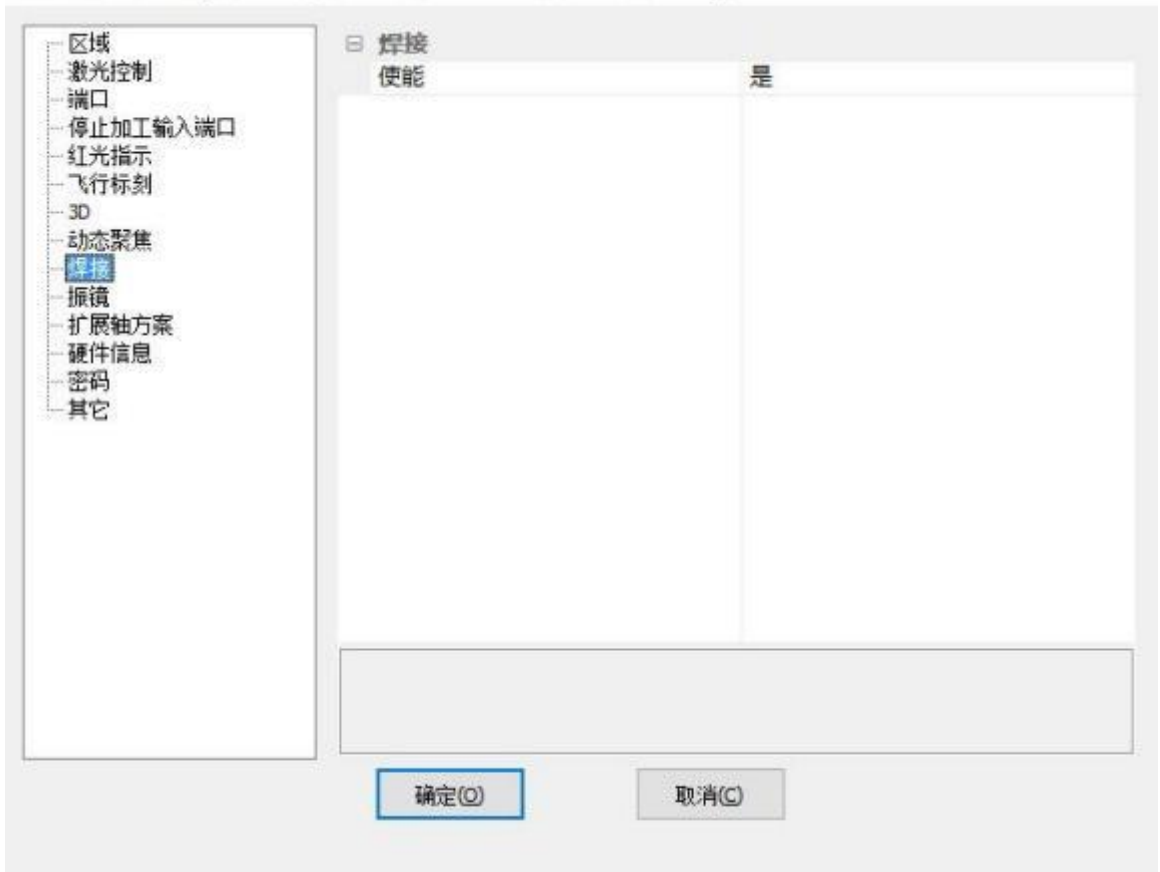 区域
激光控制
端口
停止加工输入端口
红光指示
飞行标刻
3D
动态聚焦
焊接
振镜
扩展轴方案
硬件信息
密码
其它
焊接
使能 是
确定(O) 取消(C)